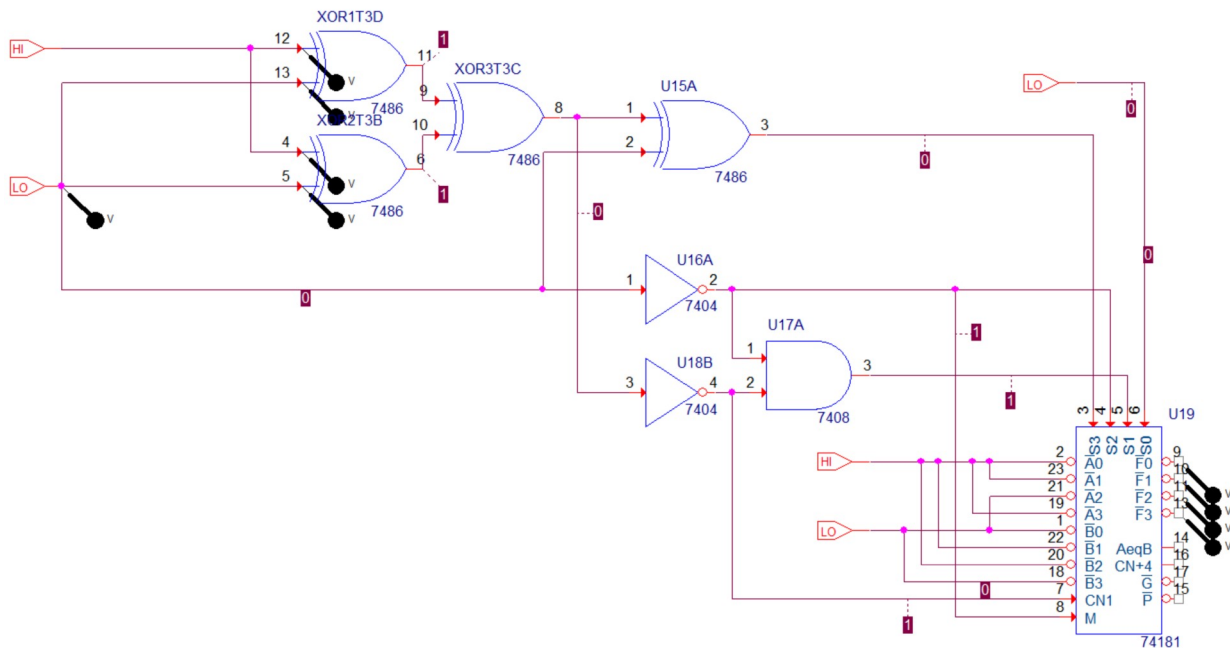 XOR1T3D
HI
12
13
11
1
V
7486
XOR3T3C
9
10
8
7486
U15A
1
2
3
7486
LO
0
0
V
XOR2T3B
4
5
6
1
V
7486
V
LO
V
0
0
0
U16A
1
2
7404
1
U17A
1
2
3
7408
1
U18B
3
4
7404
U19
3
4
5
6
S3
S2
S1
S0
HI
LO
2
23
21
19
1
22
20
18
7
8
A0
A1
A2
A3
B0
B1
B2
B3
CN1
M
F0
F1
F2
F3
AeqB
CN+4
G
P
9
10
11
13
14
16
17
15
V
V
V
V
0
1
74181